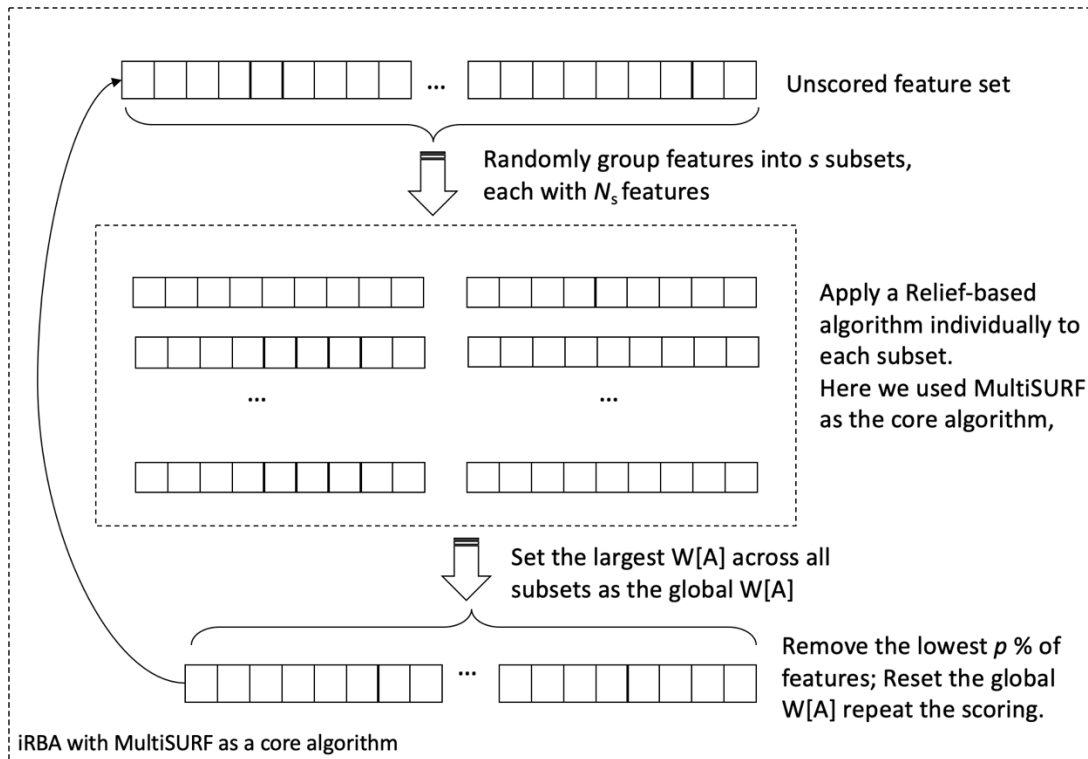 ...
Unscored feature set
Randomly group features into s subsets,
each with Ns features
Apply a Relief-based
algorithm individually to
each subset.
Here we used MultiSURF
as the core algorithm,
... ...
Set the largest W[A] across all
subsets as the global W[A]
Remove the lowest p % of
features; Reset the global
W[A] repeat the scoring.
...
iRBA with MultiSURF as a core algorithm